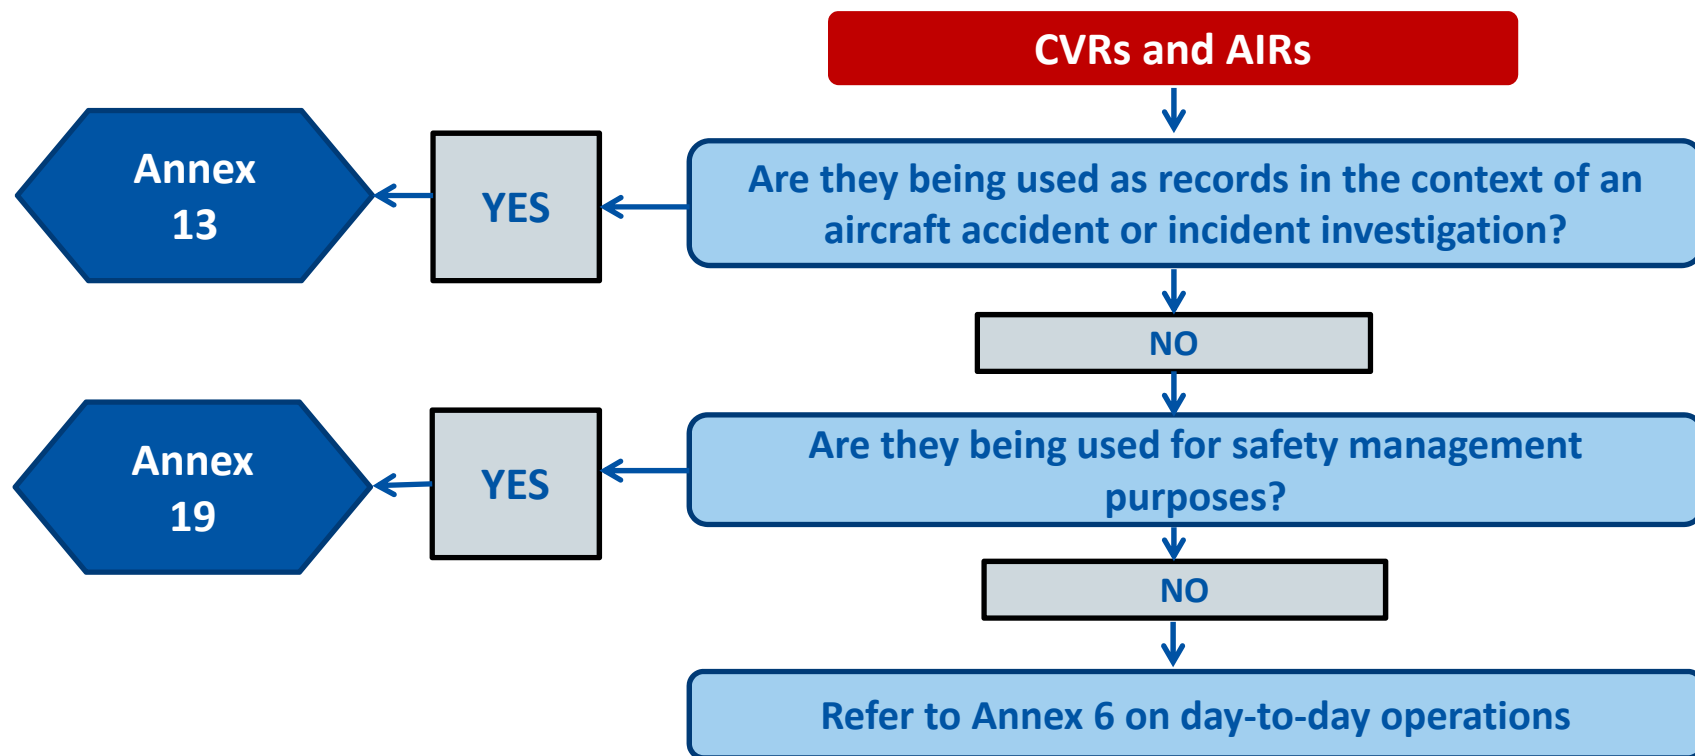 CVRs and AIRs
Are they being used as records in the context of an
aircraft accident or incident investigation?
YES
Annex
13
NO
Are they being used for safety management
purposes?
YES
Annex
19
NO
Refer to Annex 6 on day-to-day operations